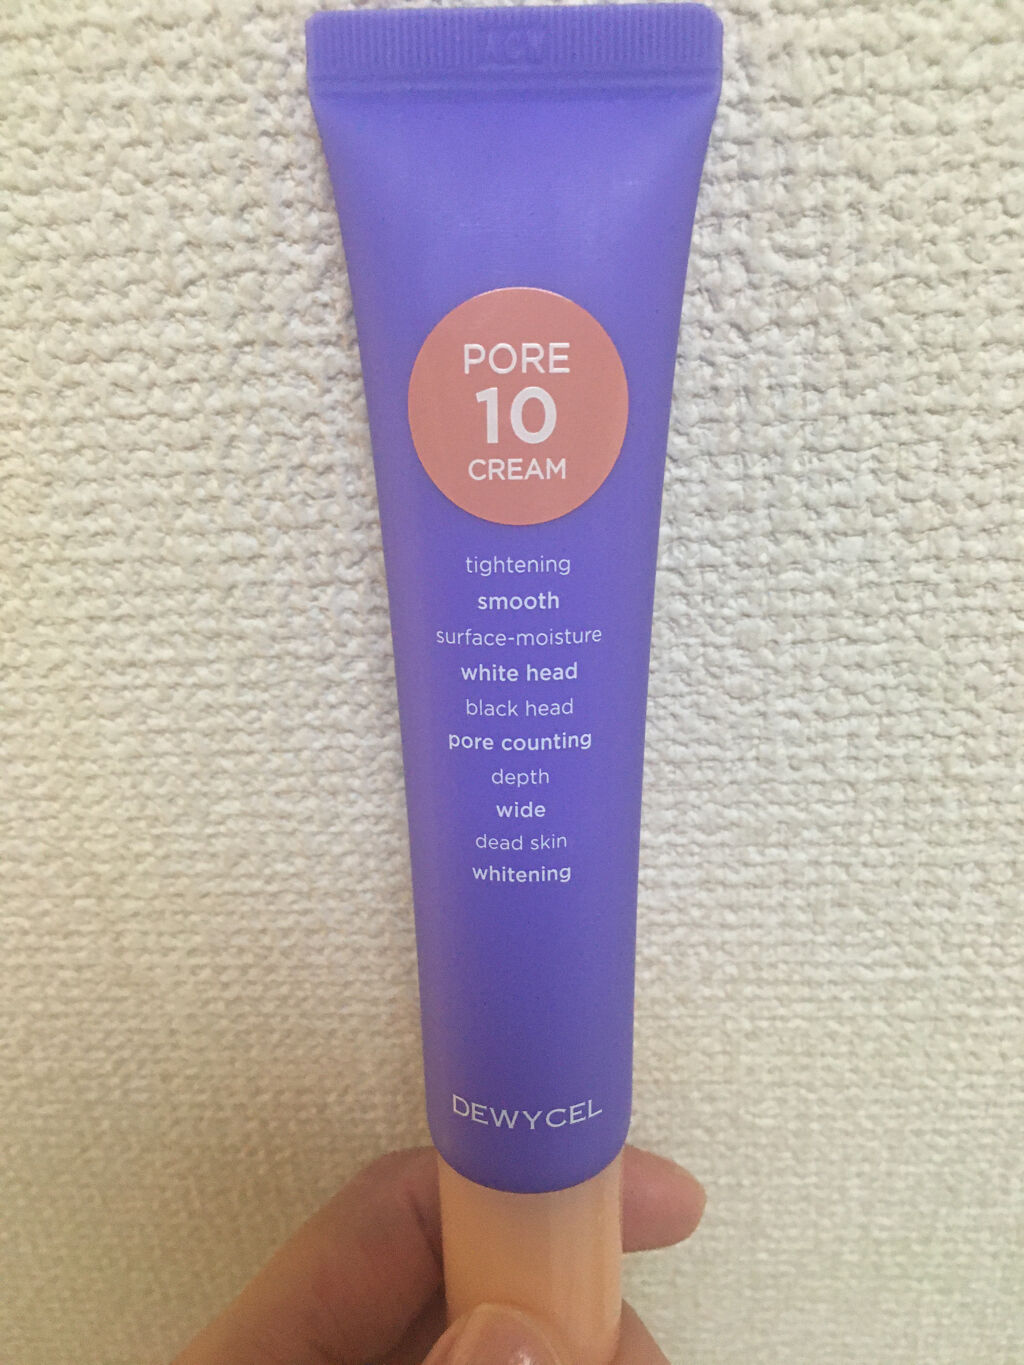 PORE
10
CREAM
tightening
smooth
surface-moisture
white head
black head
pore counting
depth
wide
dead skin
whitening
DEWYCEL